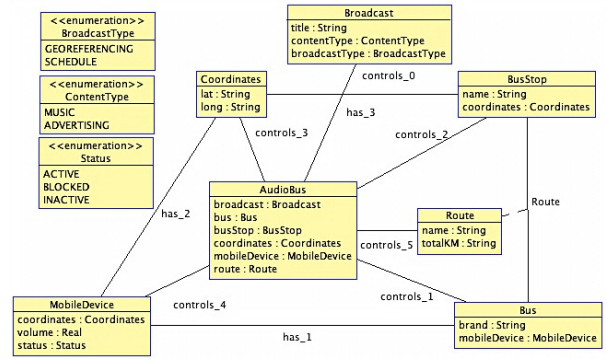 <<enumeration>>
BroadcastType
GEOREFERENCING
SCHEDULE
<<enumeration>>
ContentType
MUSIC
ADVERTISING
<<enumeration>>
Status
ACTIVE
BLOCKED
INACTIVE
Broadcast
title : String
contentType : ContentType
broadcastType : BroadcastType
Coordinates
lat : String
long : String
BusStop
name : String
coordinates : Coordinates
controls_0
has_3
controls_3
controls_2
has_2
AudioBus
broadcast : Broadcast
bus : Bus
busStop : BusStop
coordinates : Coordinates
mobileDevice : MobileDevice
route : Route
Route
name : String
totalKM : String
Route
controls_5
controls_4
controls_1
MobileDevice
coordinates : Coordinates
volume : Real
status : Status
has_1
Bus
brand : String
mobileDevice : MobileDevice